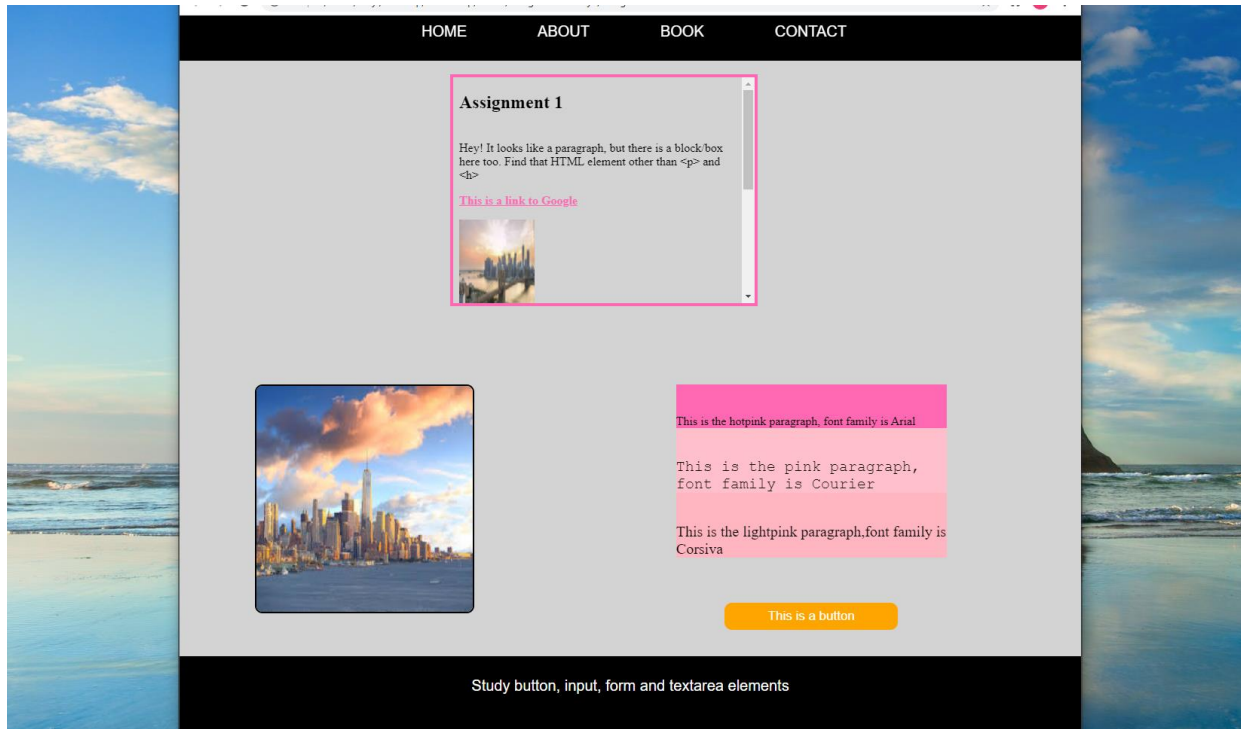 HOME ABOUT BOOK CONTACT
Assignment 1
Hey! It looks like a paragraph, but there is a block/box
here too. Find that HTML element other than <p> and
<h>
This is a link to Google
This is the hotpink paragraph, font family is Arial
This is the pink paragraph,
font family is Courier
This is the lightpink paragraph,font family is
Corsiva
This is a button
Study button, input, form and textarea elements